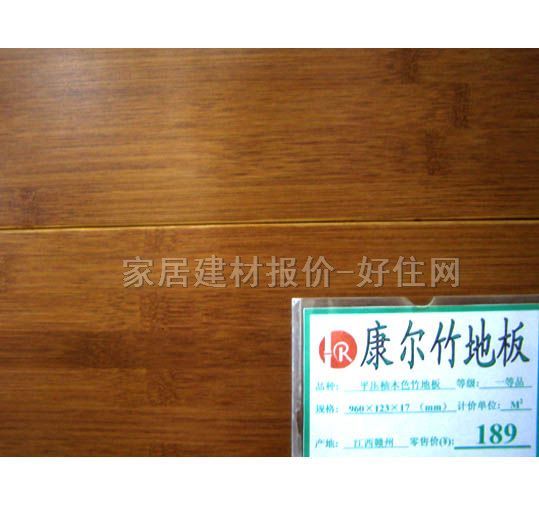 家居建材报价-好住网
HR 康尔竹地板
品种: 平压柚木色竹地板 等级: 一等品
规格: 960×123×17 (mm) 计价单位: M²
产地: 江西赣州 零售价(¥): 189